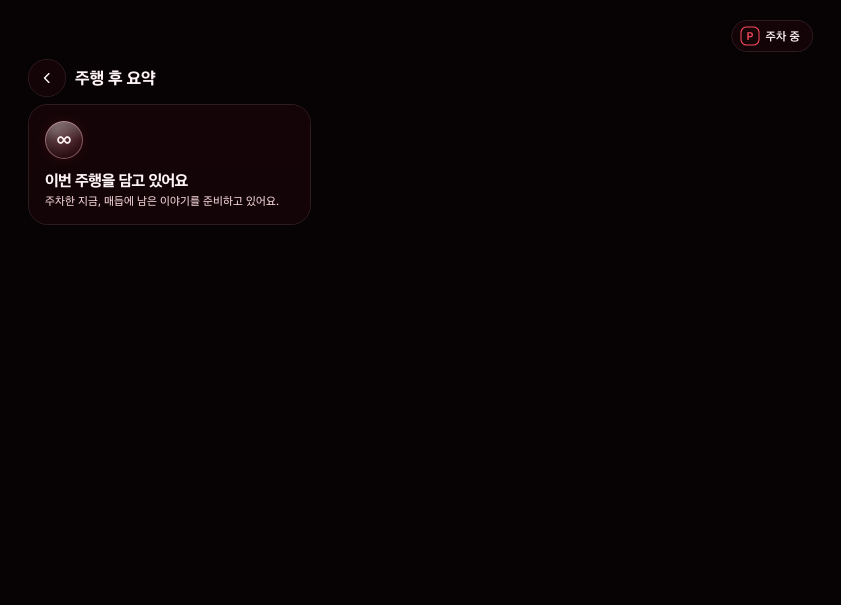 P 주차 중
주행 후 요약
∞
이번 주행을 담고 있어요
주차한 지금, 매듭에 남은 이야기를 준비하고 있어요.